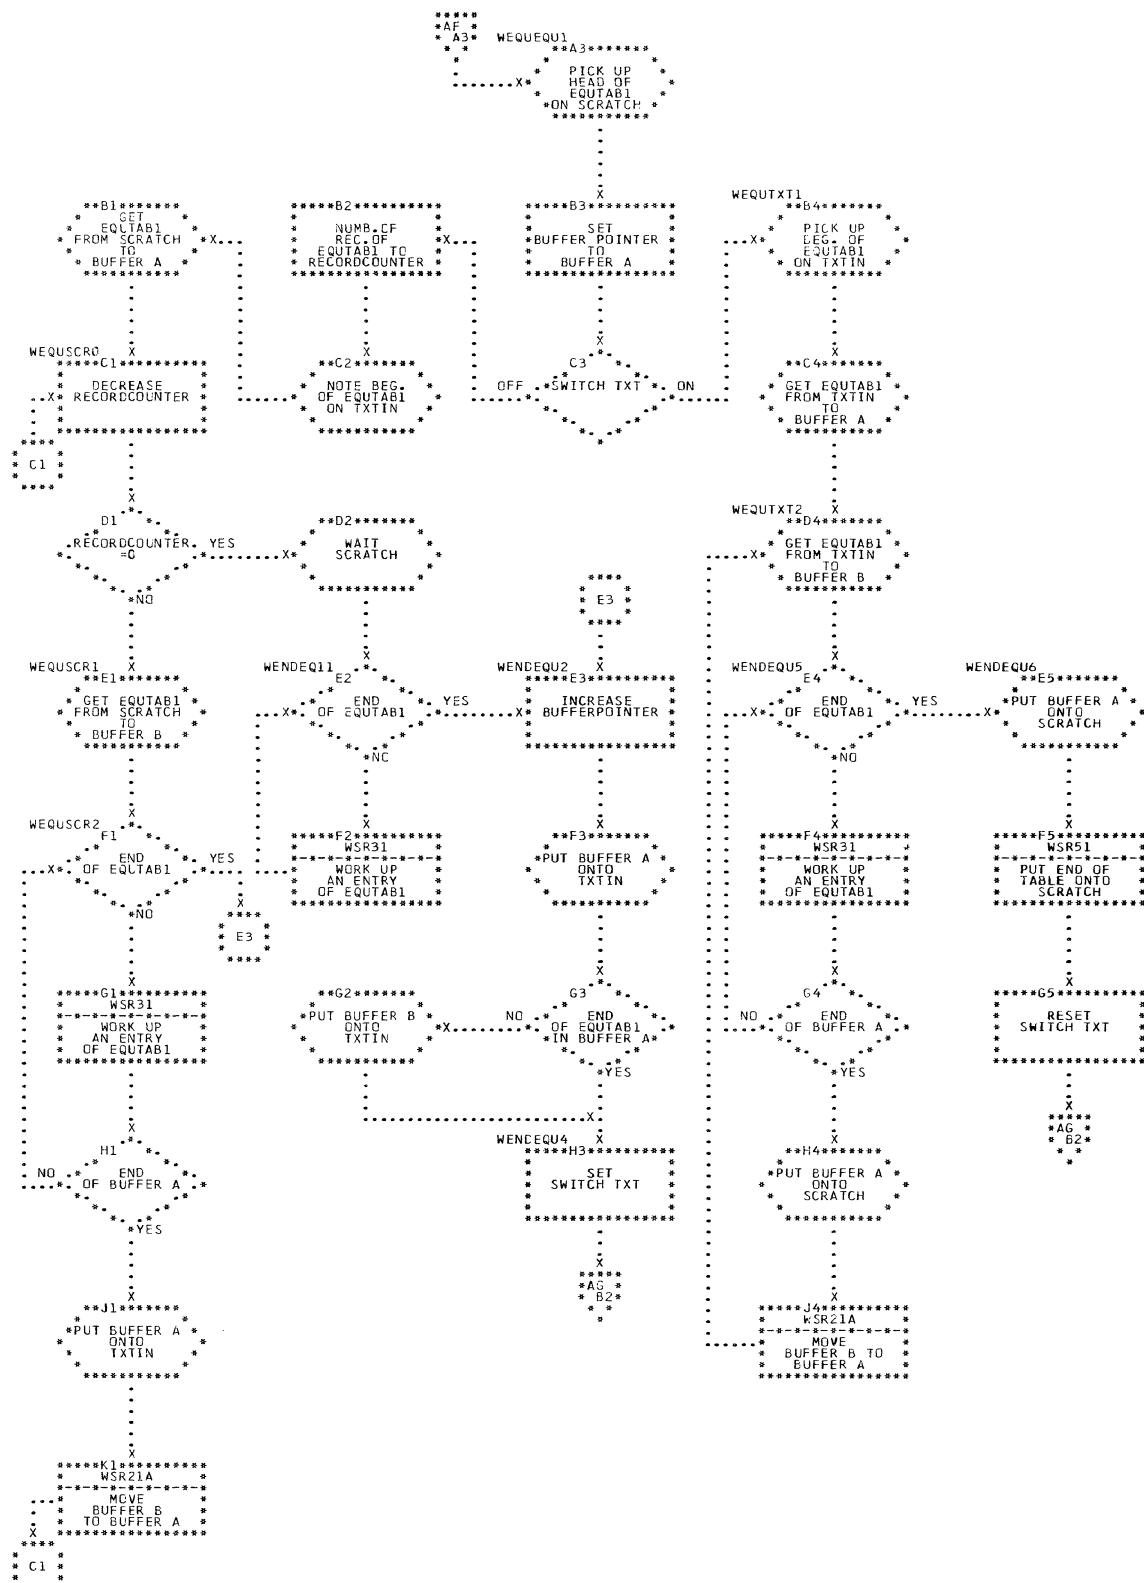 AF
A3
WEQUEQU1
A3
PICK UP
HEAD OF
EQUTAB1
ON SCRATCH
B1
GET
EQUTAB1
FROM SCRATCH
TO
BUFFER A
B2
NUMB.OF
REC.OF
EQUTAB1 TO
RECORDCOUNTER
B3
SET
BUFFER POINTER
TO
BUFFER A
WEQUTXT1
B4
PICK UP
BEG. OF
EQUTAB1
ON TXTIN
WEQUSCR0
C1
DECREASE
RECORDCOUNTER
C1
C2
NOTE BEG.
OF EQUTAB1
ON TXTIN
C3
OFF
SWITCH TXT
ON
C4
GET EQUTAB1
FROM TXTIN
TO
BUFFER A
D1
RECORDCOUNTER
=0
YES
NO
D2
WAIT
SCRATCH
E3
WEQUTXT2
D4
GET EQUTAB1
FROM TXTIN
TO
BUFFER B
WEQUSCR1
E1
GET EQUTAB1
FROM SCRATCH
TO
BUFFER B
WENDEQ11
E2
END
OF EQUTAB1
YES
NO
WENDEQU2
E3
INCREASE
BUFFERPOINTER
WENDEQU5
E4
END
OF EQUTAB1
YES
NO
WENDEQU6
E5
PUT BUFFER A
ONTO
SCRATCH
WEQUSCR2
F1
END
OF EQUTAB1
YES
NO
E3
F2
WSR31
WORK UP
AN ENTRY
OF EQUTAB1
F3
PUT BUFFER A
ONTO
TXTIN
F4
WSR31
WORK UP
AN ENTRY
OF EQUTAB1
F5
WSR51
PUT END OF
TABLE ONTO
SCRATCH
G1
WSR31
WORK UP
AN ENTRY
OF EQUTAB1
G2
PUT BUFFER B
ONTO
TXTIN
G3
NO
END
OF EQUTAB1
IN BUFFER A
YES
G4
NO
END
OF BUFFER A
YES
G5
RESET
SWITCH TXT
AG
B2
H1
NO
END
OF BUFFER A
YES
WENDEQU4
H3
SET
SWITCH TXT
AG
B2
H4
PUT BUFFER A
ONTO
SCRATCH
J1
PUT BUFFER A
ONTO
TXTIN
J4
WSR21A
MOVE
BUFFER B TO
BUFFER A
K1
WSR21A
MOVE
BUFFER B
TO BUFFER A
C1